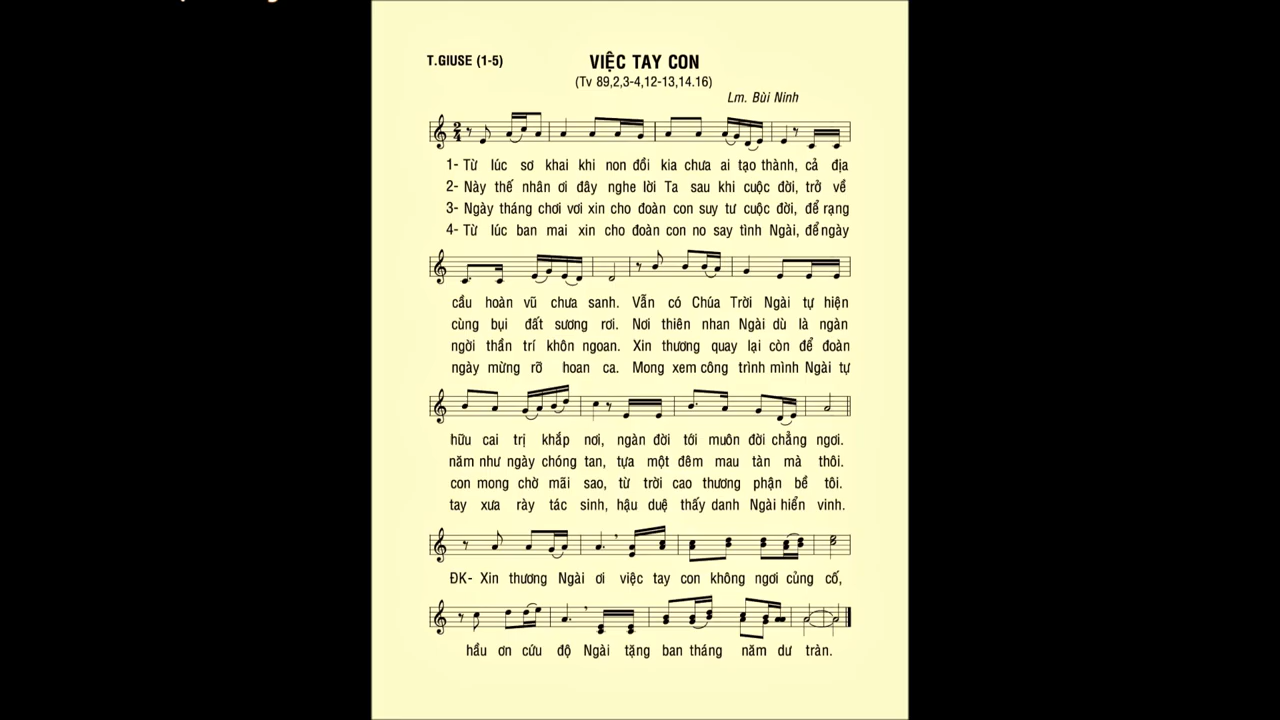 T.GIUSE (1-5)
VIỆC TAY CON
(Tv 89,2,3-4,12-13,14.16)
Lm. Bùi Ninh
1- Từ lúc sơ khai khi non đồi kia chưa ai tạo thành, cả địa
2- Này thế nhân ơi đây nghe lời Ta sau khi cuộc đời, trở về
3- Ngày tháng chơi vơi xin cho đoàn con suy tư cuộc đời, để rạng
4- Từ lúc ban mai xin cho đoàn con no say tình Ngài, để ngày
cầu hoàn vũ chưa sanh. Vẫn có Chúa Trời Ngài tự hiện
cùng bụi đất sương rơi. Nơi thiên nhan Ngài dù là ngàn
ngời thần trí khôn ngoan. Xin thương quay lại còn để đoàn
ngày mừng rỡ hoan ca. Mong xem công trình mình Ngài tự
hữu cai trị khắp nơi, ngàn đời tới muôn đời chẳng ngơi.
năm như ngày chóng tan, tựa một đêm mau tàn mà thôi.
con mong chờ mãi sao, từ trời cao thương phận bề tôi.
tay xưa rày tác sinh, hậu duệ thấy danh Ngài hiển vinh.
ĐK- Xin thương Ngài ơi việc tay con không ngơi củng cố,
hầu ơn cứu độ Ngài tặng ban tháng năm dư tràn.